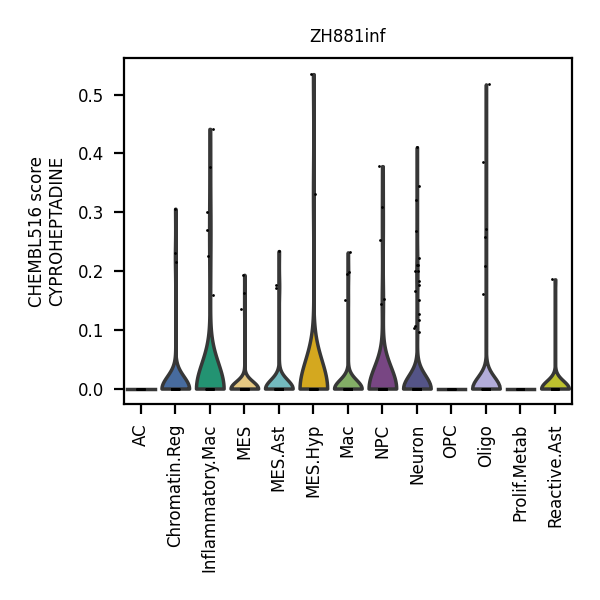 ZH881inf
CHEMBL516 score
CYPROHEPTADINE
0.5
0.4
0.3
0.2
0.1
0.0
AC
Chromatin.Reg
Inflammatory.Mac
MES
MES.Ast
MES.Hyp
Mac
NPC
Neuron
OPC
Oligo
Prolif.Metab
Reactive.Ast